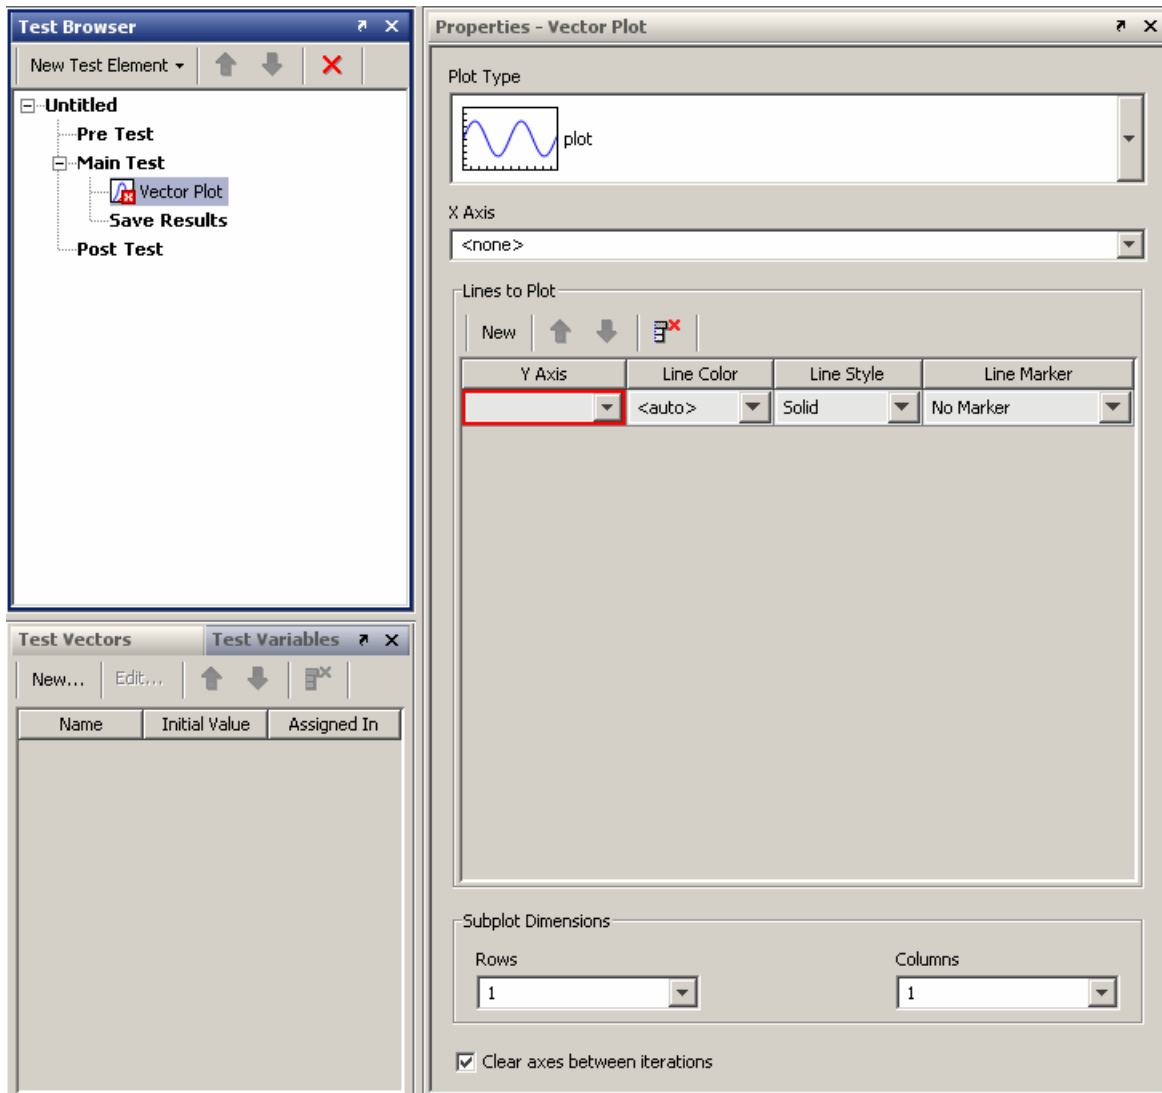 Test Browser
New Test Element
Untitled
Pre Test
Main Test
Vector Plot
Save Results
Post Test
Test Vectors
Test Variables
New...
Edit...
Name
Initial Value
Assigned In
Properties - Vector Plot
Plot Type
plot
X Axis
<none>
Lines to Plot
New
Y Axis
Line Color
Line Style
Line Marker
<auto>
Solid
No Marker
Subplot Dimensions
Rows
Columns
1
1
Clear axes between iterations